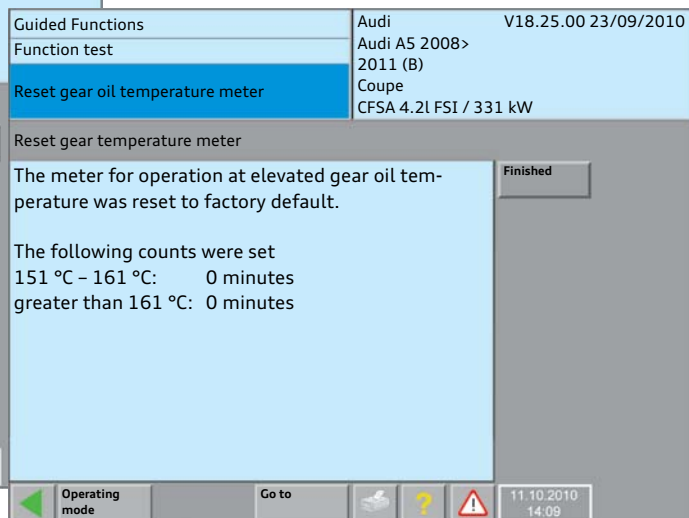 Guided Functions
Function test
Reset gear oil temperature meter
Audi V18.25.00 23/09/2010
Audi A5 2008>
2011 (B)
Coupe
CFSA 4.2l FSI / 331 kW
Reset gear temperature meter
The meter for operation at elevated gear oil tem-
perature was reset to factory default.
The following counts were set
151 °C – 161 °C: 0 minutes
greater than 161 °C: 0 minutes
Finished
Operating
mode
Go to
?
!
11.10.2010
14:09